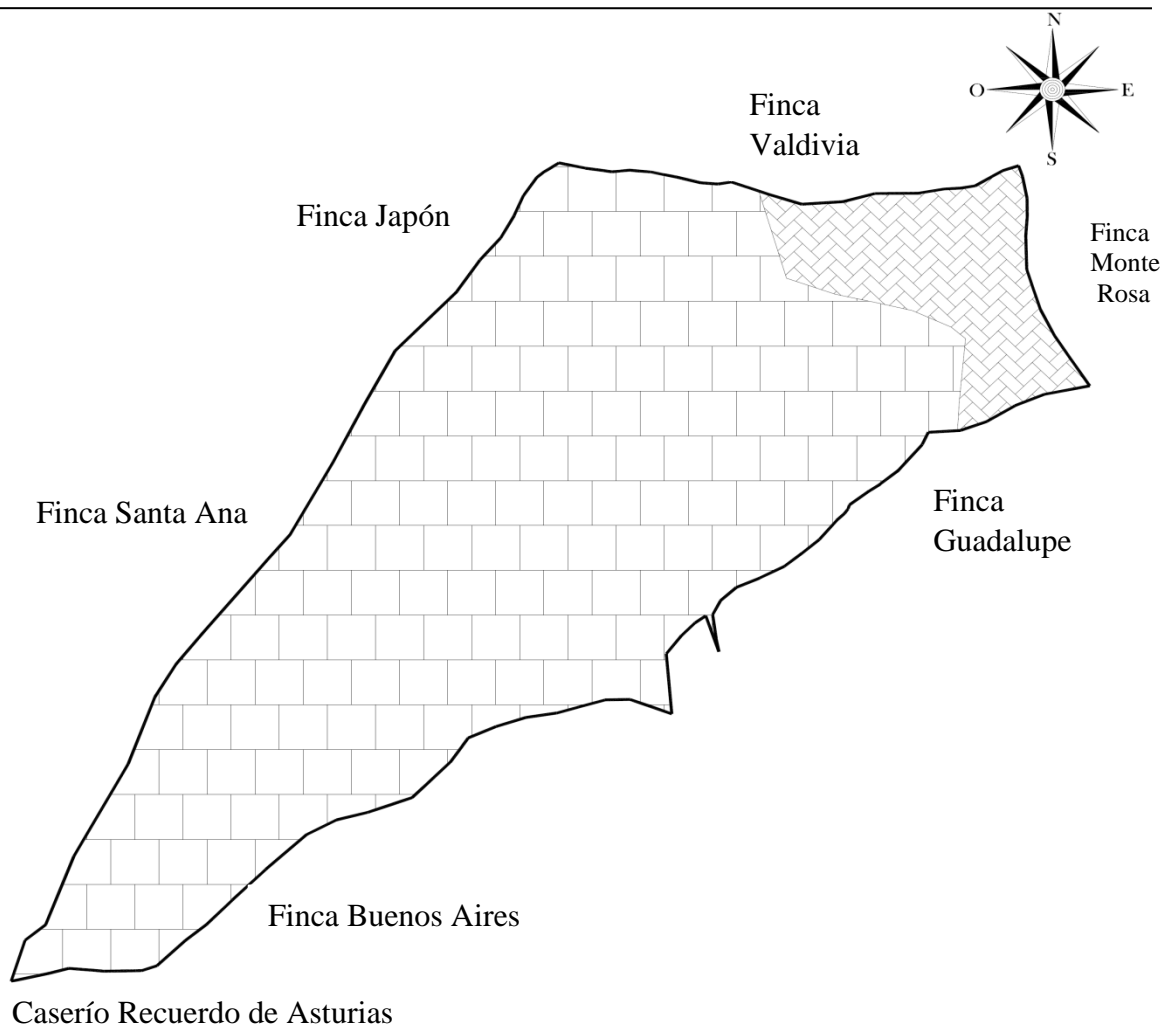 N
O
E
S
Finca
Valdivia
Finca Japón
Finca
Monte
Rosa
Finca Santa Ana
Finca
Guadalupe
Finca Buenos Aires
Caserío Recuerdo de Asturias